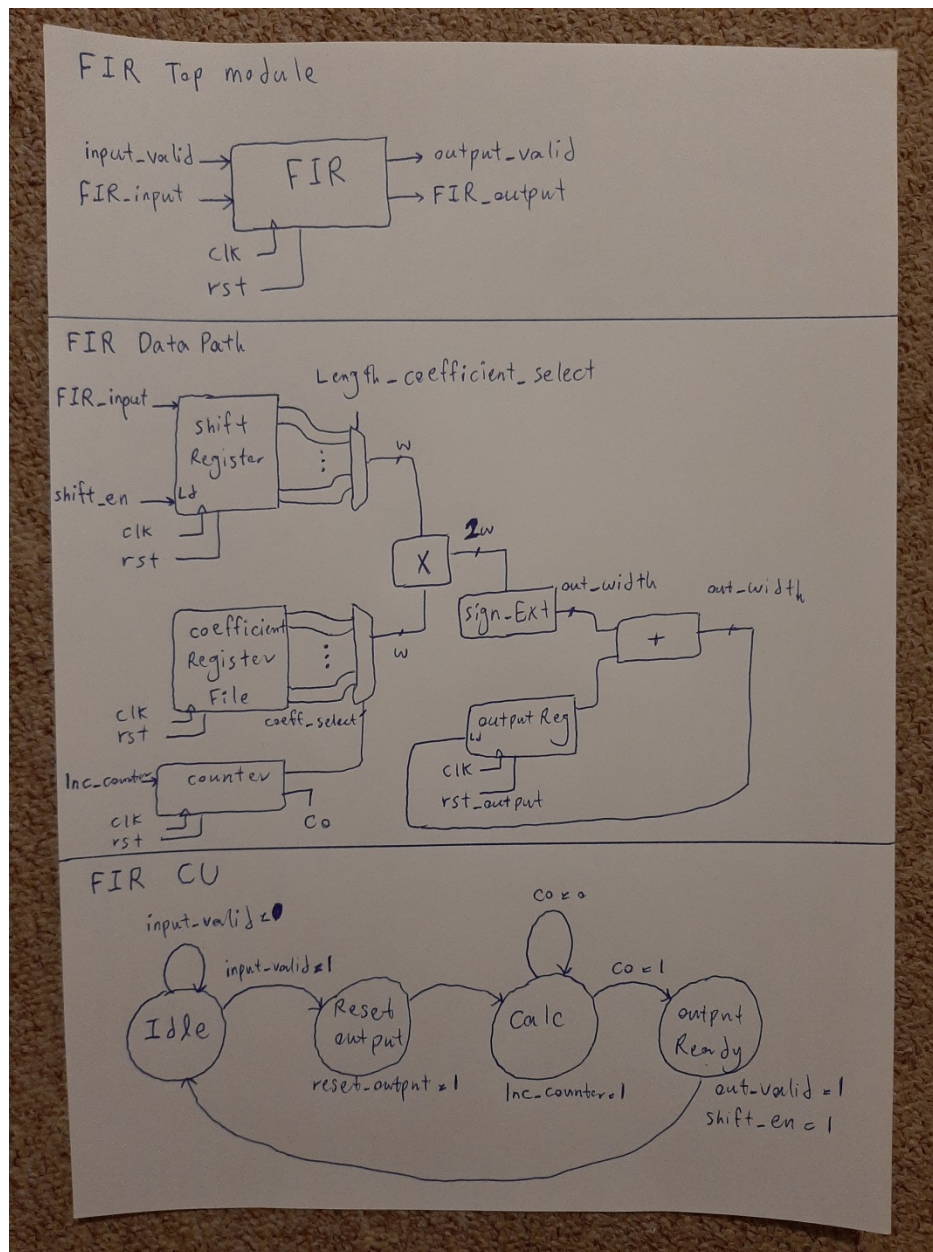 FIR Top module
input_valid
FIR_input
FIR
output_valid
FIR_output
clk
rst
FIR Data Path
Length_coefficient_select
FIR_input
shift
Register
Ld
shift_en
clk
rst
w
X
2w
sign_Ext
out_width
out_width
+
coefficient
Register
File
w
clk
rst
coeff_select
output Reg
Ld
clk
rst_output
Inc_counter
counter
clk
rst
Co
FIR CU
input_valid=0
input_valid=1
Co=0
Co=1
Idle
Reset
output
Calc
output
Ready
reset_output=1
Inc_counter=1
out_valid=1
shift_en=1